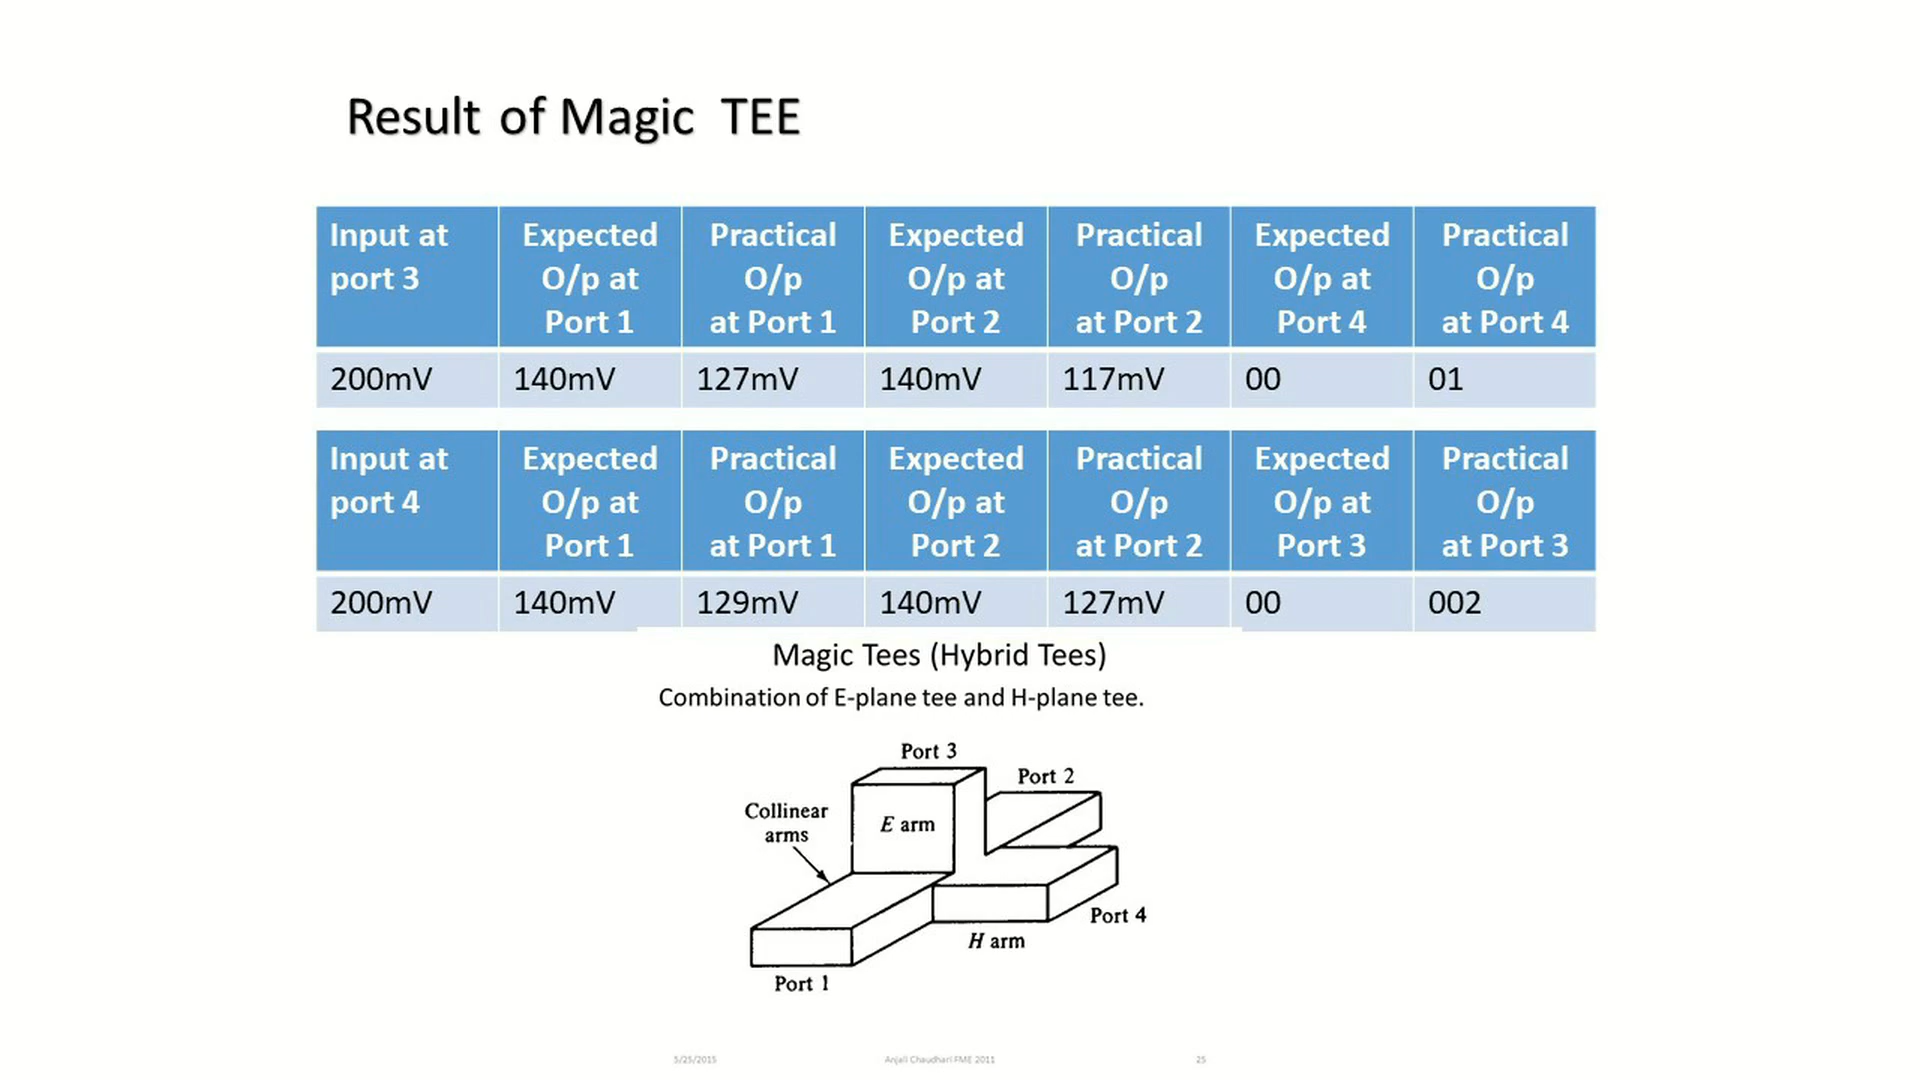 Result of Magic TEE
Input at port 3 Expected O/p at Port 1 Practical O/p at Port 1 Expected O/p at Port 2 Practical O/p at Port 2 Expected O/p at Port 4 Practical O/p at Port 4
200mV 140mV 127mV 140mV 117mV 00 01
Input at port 4 Expected O/p at Port 1 Practical O/p at Port 1 Expected O/p at Port 2 Practical O/p at Port 2 Expected O/p at Port 3 Practical O/p at Port 3
200mV 140mV 129mV 140mV 127mV 00 002
Magic Tees (Hybrid Tees)
Combination of E-plane tee and H-plane tee.
Port 3
Port 2
Collinear
arms
E arm
Port 4
H arm
Port 1
5/25/2015 Anjali Chaudhari FME 2011 25